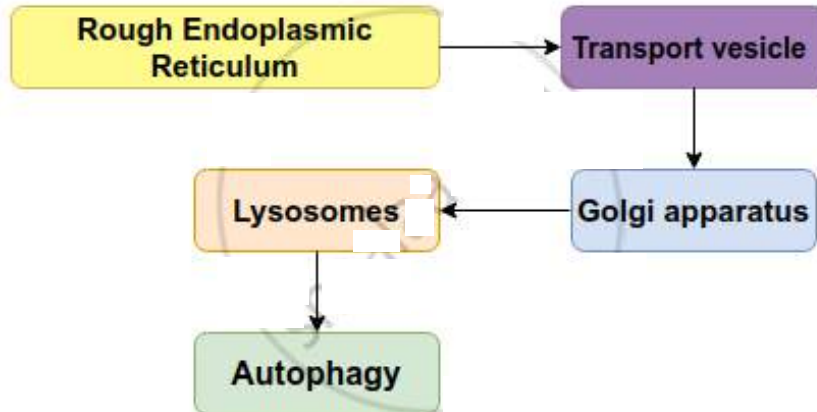 Rough Endoplasmic
Reticulum
Transport vesicle
Lysosomes
Golgi apparatus
Autophagy